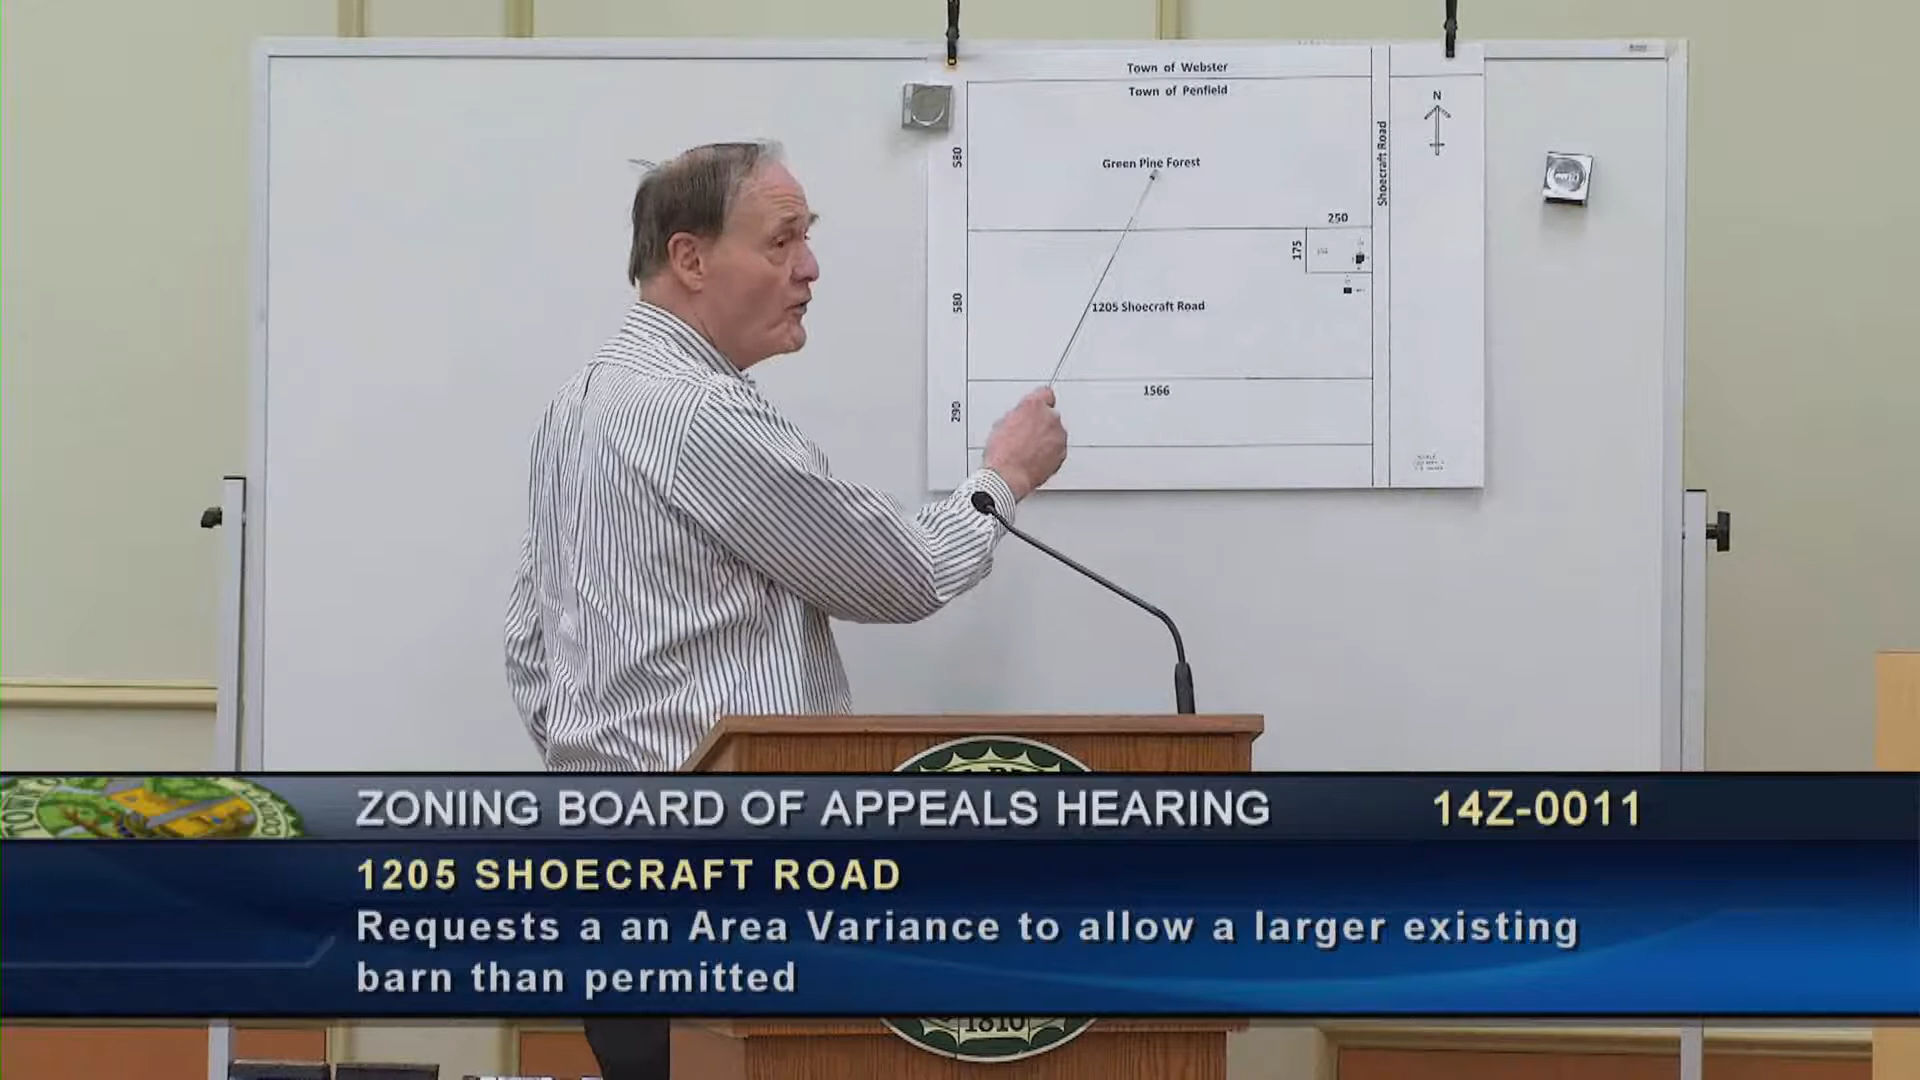 Town of Webster
Town of Penfield
N
Shoecraft Road
580
Green Pine Forest
250
175
580
1205 Shoecraft Road
1566
290
ZONING BOARD OF APPEALS HEARING 14Z-0011
1205 SHOECRAFT ROAD
Requests a an Area Variance to allow a larger existing
barn than permitted
1810